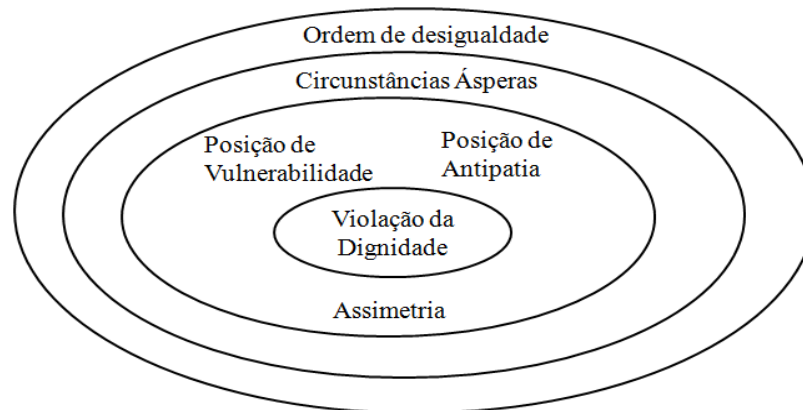 Ordem de desigualdade
Circunstâncias Ásperas
Posição de
Vulnerabilidade
Posição de
Antipatia
Violação da
Dignidade
Assimetria